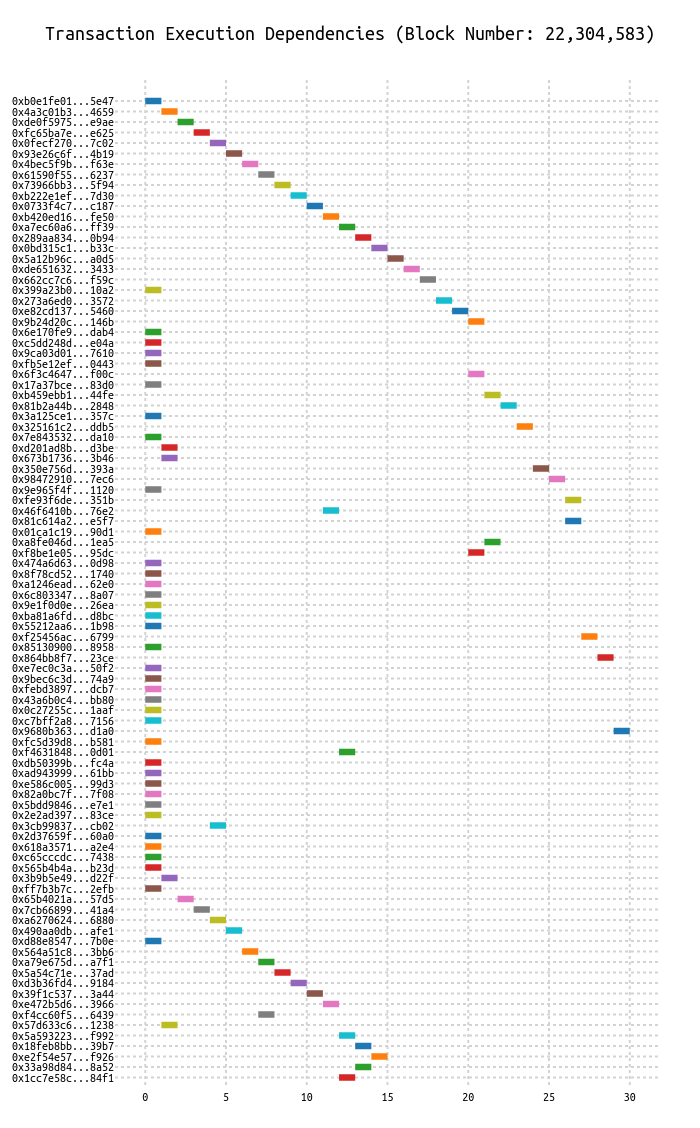 Transaction Execution Dependencies (Block Number: 22,304,583)
0xb0e1fe01...5e47
0x4a3c01b3...4659
0xde0f5975...e9ae
0xfc65ba7e...e625
0x0fecf270...7c02
0x93e26c6f...4b19
0x4bec5f9b...f63e
0x61590f55...6237
0x73966bb3...5f94
0xb222e1ef...7d30
0x0733f4c7...c187
0xb420ed16...fe50
0xa7ec60a6...ff39
0x289aa834...0b94
0x0bd315c1...b33c
0x5a12b96c...a0d5
0xde651632...3433
0x662cc7c6...f59c
0x399a23b0...10a2
0x273a6ed0...3572
0xe82cd137...5460
0x9b24d20c...146b
0x6e170fe9...dab4
0xc5dd248d...e04a
0x9ca03d01...7610
0xfb5e12ef...0443
0x6f3c4647...f00c
0x17a37bce...83d0
0xb459ebb1...44fe
0x81b2a44b...2848
0x3a125ce1...357c
0x325161c2...ddb5
0x7e843532...da10
0xd201ad8b...d3be
0x673b1736...3b46
0x350e756d...393a
0x98472910...7ec6
0x9e965f4f...1120
0xfe93f6de...351b
0x46f6410b...76e2
0x81c614a2...e5f7
0x01ca1c19...90d1
0xa8fe046d...1ea5
0xf8be1e05...95dc
0x474a6d63...0d98
0x8f78cd52...1740
0xa1246ead...62e0
0x6c803347...8a07
0x9e1f0d0e...26ea
0xba81a6fd...d8bc
0x55212aa6...1b98
0xf25456ac...6799
0x85130900...8958
0x864bb8f7...23ce
0xe7ec0c3a...50f2
0x9bec6c3d...74a9
0xfebd3897...dcb7
0x43a6b0c4...bb80
0x0c27255c...1aaf
0xc7bff2a8...7156
0x9680b363...d1a0
0xfc5d39d8...b581
0xf4631848...0d01
0xdb50399b...fc4a
0xad943999...61bb
0xe586c005...99d3
0x82a0bc7f...7f08
0x5bdd9846...e7e1
0x2e2ad397...83ce
0x3cb99837...cb02
0x2d37659f...60a0
0x618a3571...a2e4
0xc65cccdc...7438
0x565b4b4a...b23d
0x3b9b5e49...d22f
0xff7b3b7c...2efb
0x65b4021a...57d5
0x7cb66899...41a4
0xa6270624...6880
0x490aa0db...afe1
0xd88e8547...7b0e
0x564a51c8...3bb6
0xa79e675d...a7f1
0x5a54c71e...37ad
0xd3b36fd4...9184
0x39f1c537...3a44
0xe472b5d6...3966
0xf4cc60f5...6439
0x57d633c6...1238
0x5a593223...f992
0x18feb8bb...39b7
0xe2f54e57...f926
0x33a98d84...8a52
0x1cc7e58c...84f1
0 5 10 15 20 25 30